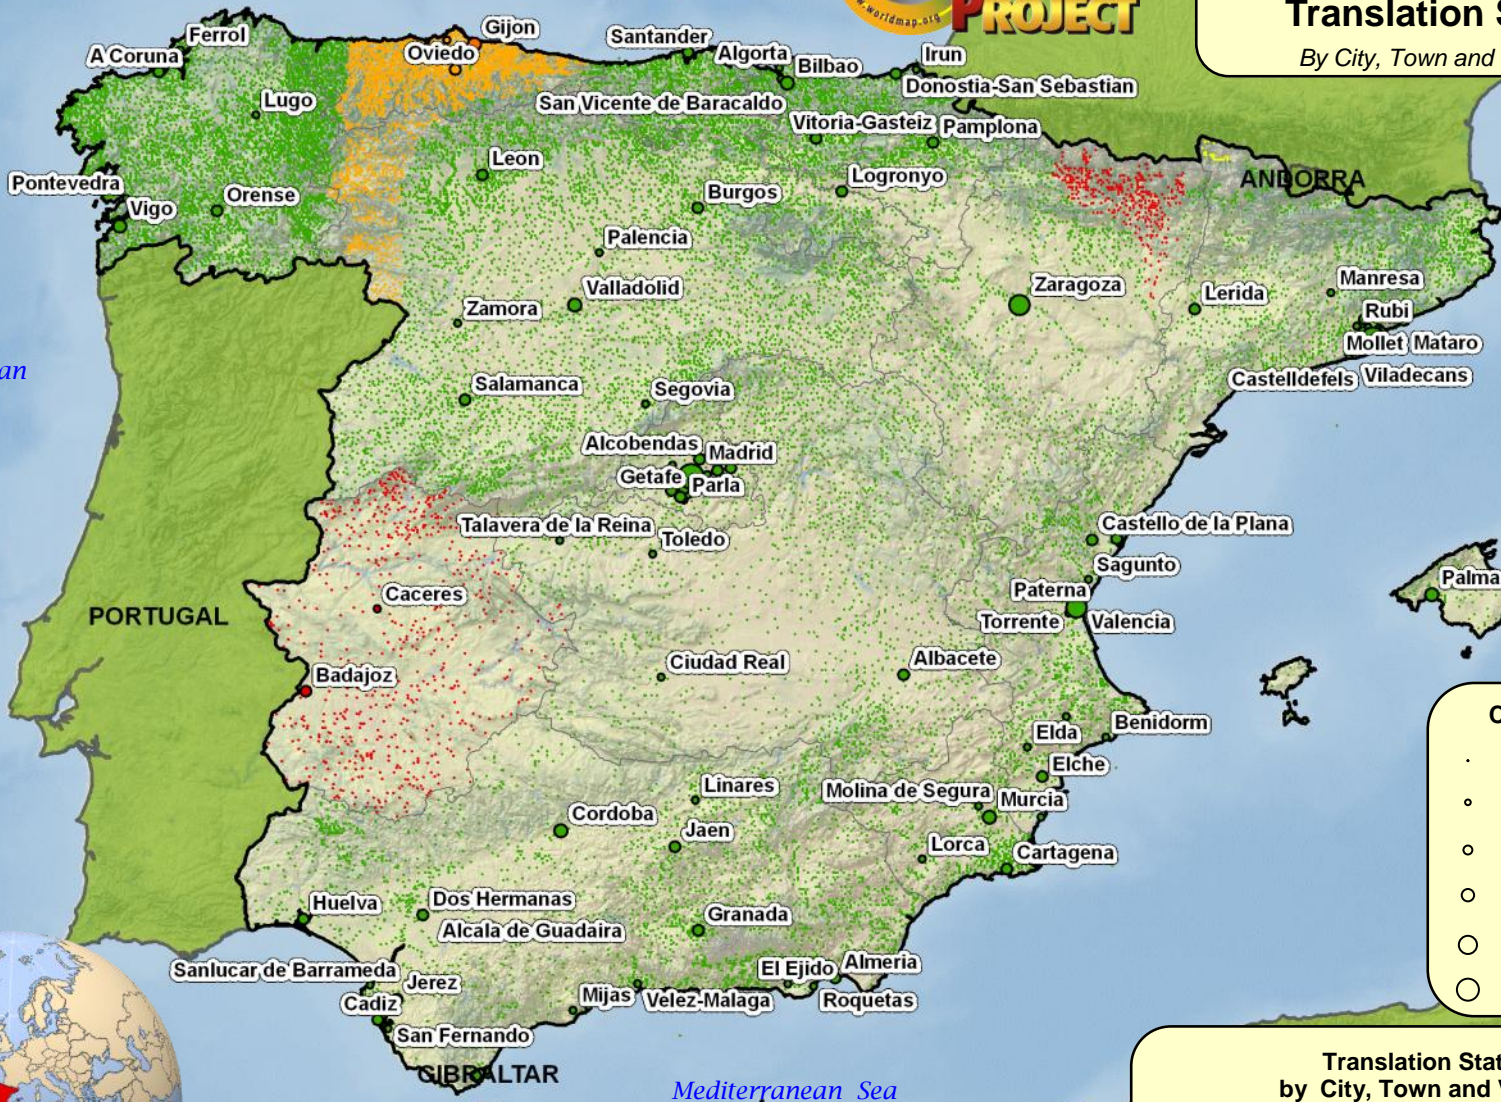 www.worldmap.org
PROJECT
Translation S
By City, Town and
Ferrol
Gijon
A Coruna
Oviedo
Santander
Algorta
Bilbao
Irun
Donostia-San Sebastian
Lugo
San Vicente de Baracaldo
Vitoria-Gasteiz
Pamplona
Leon
Pontevedra
Orense
Vigo
Burgos
Logronyo
ANDORRA
Palencia
Valladolid
Zamora
Zaragoza
Lerida
Manresa
Rubi
Mollet
Mataro
Castelldefels
Viladecans
an
Salamanca
Segovia
Alcobendas
Madrid
Getafe
Parla
Talavera de la Reina
Toledo
Castello de la Plana
Sagunto
Paterna
Torrente
Valencia
Palma
Caceres
PORTUGAL
Badajoz
Ciudad Real
Albacete
Elda
Benidorm
Elche
C
Linares
Molina de Segura
Murcia
Cordoba
Jaen
Lorca
Cartagena
Huelva
Dos Hermanas
Alcala de Guadaira
Granada
Sanlucar de Barrameda
Jerez
El Ejido
Almeria
Cadiz
Mijas
Velez-Malaga
Roquetas
San Fernando
GIBRALTAR
Mediterranean Sea
Translation Stat
by City, Town and V